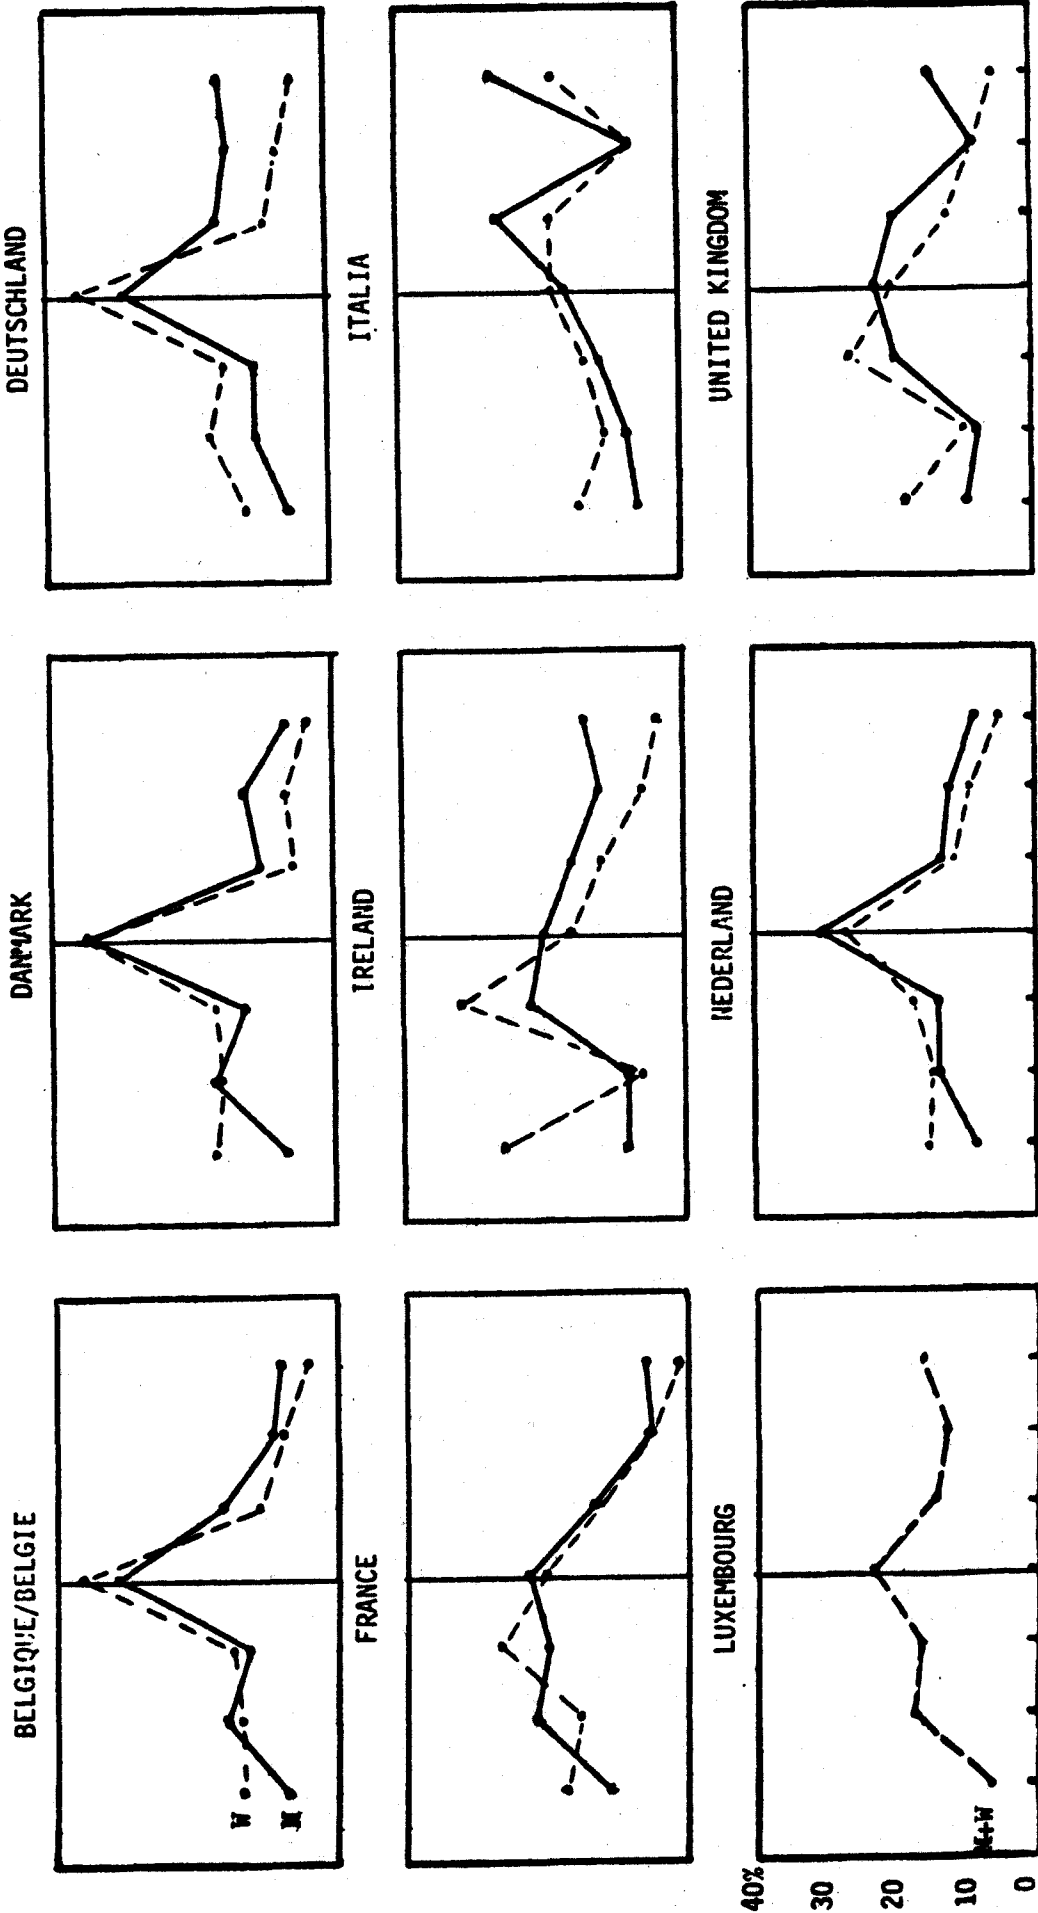 BELGIQUE/BELGIE
DANMARK
DEUTSCHLAND
W
M
FRANCE
IRELAND
ITALIA
LUXEMBOURG
NEDERLAND
UNITED KINGDOM
40%
30
20
10
0
M+W